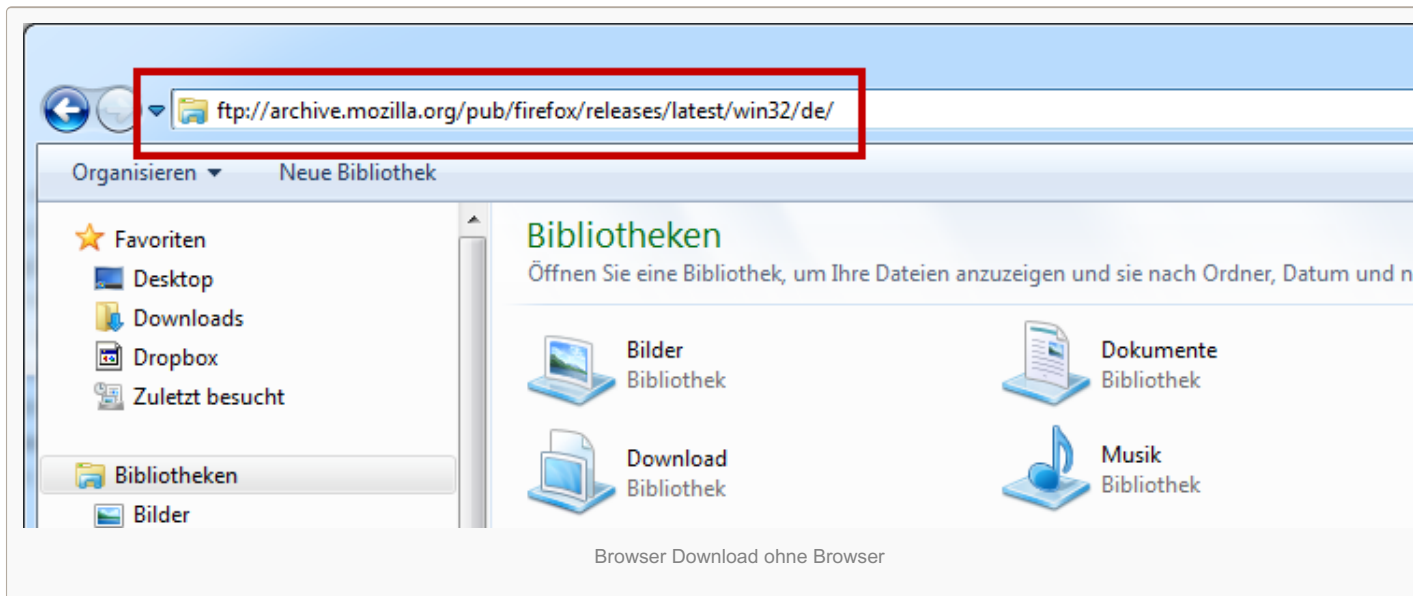 ftp://archive.mozilla.org/pub/firefox/releases/latest/win32/de/
Organisieren Neue Bibliothek
Favoriten
Desktop
Downloads
Dropbox
Zuletzt besucht
Bibliotheken
Bilder
Bibliotheken
Öffnen Sie eine Bibliothek, um Ihre Dateien anzuzeigen und sie nach Ordner, Datum und n
Bilder
Bibliothek
Dokumente
Bibliothek
Download
Bibliothek
Musik
Bibliothek
Browser Download ohne Browser